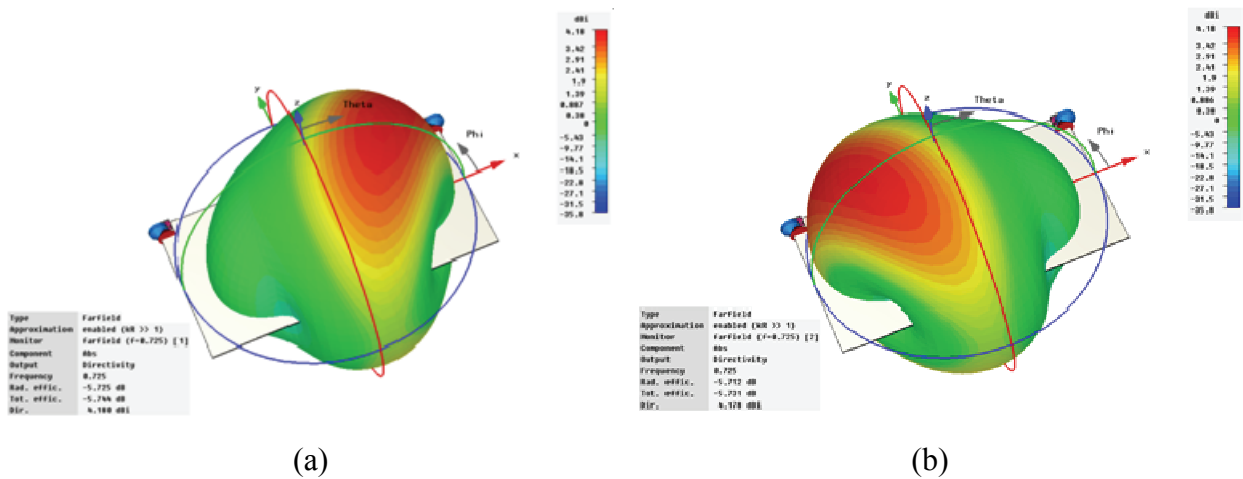 dBi
4.18
3.42
2.91
2.41
1.9
1.39
0.887
0.38
0
-5.43
-9.77
-14.1
-18.5
-22.8
-27.1
-31.5
-35.8
y
z
Theta
Phi
x
Type Farfield
Approximation enabled (kR >> 1)
Monitor farfield (f=0.725) [1]
Component Abs
Output Directivity
Frequency 0.725
Rad. effic. -5.725 dB
Tot. effic. -5.744 dB
Dir. 4.180 dBi
(a)
dBi
4.18
3.42
2.91
2.41
1.9
1.39
0.886
0.38
0
-5.43
-9.77
-14.1
-18.5
-22.8
-27.1
-31.5
-35.8
y
z
Theta
Phi
x
Type Farfield
Approximation enabled (kR >> 1)
Monitor farfield (f=0.725) [2]
Component Abs
Output Directivity
Frequency 0.725
Rad. effic. -5.712 dB
Tot. effic. -5.731 dB
Dir. 4.178 dBi
(b)